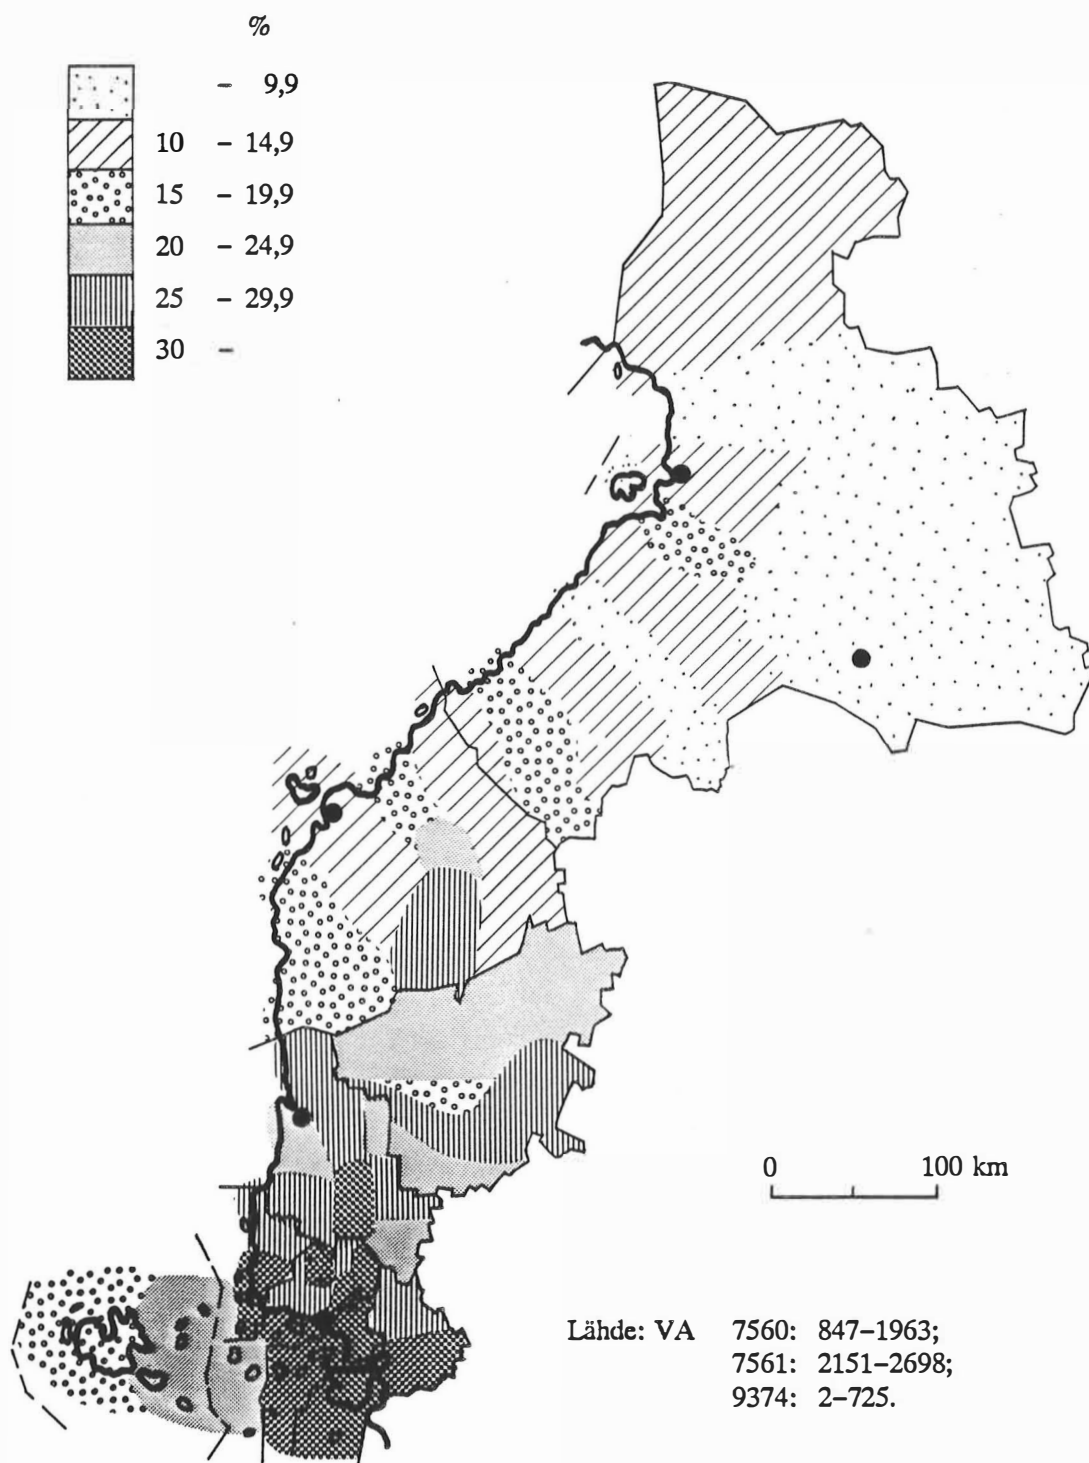 %
– 9,9
10 – 14,9
15 – 19,9
20 – 24,9
25 – 29,9
30 –
0 100 km
Lähde: VA 7560: 847–1963;
7561: 2151–2698;
9374: 2–725.